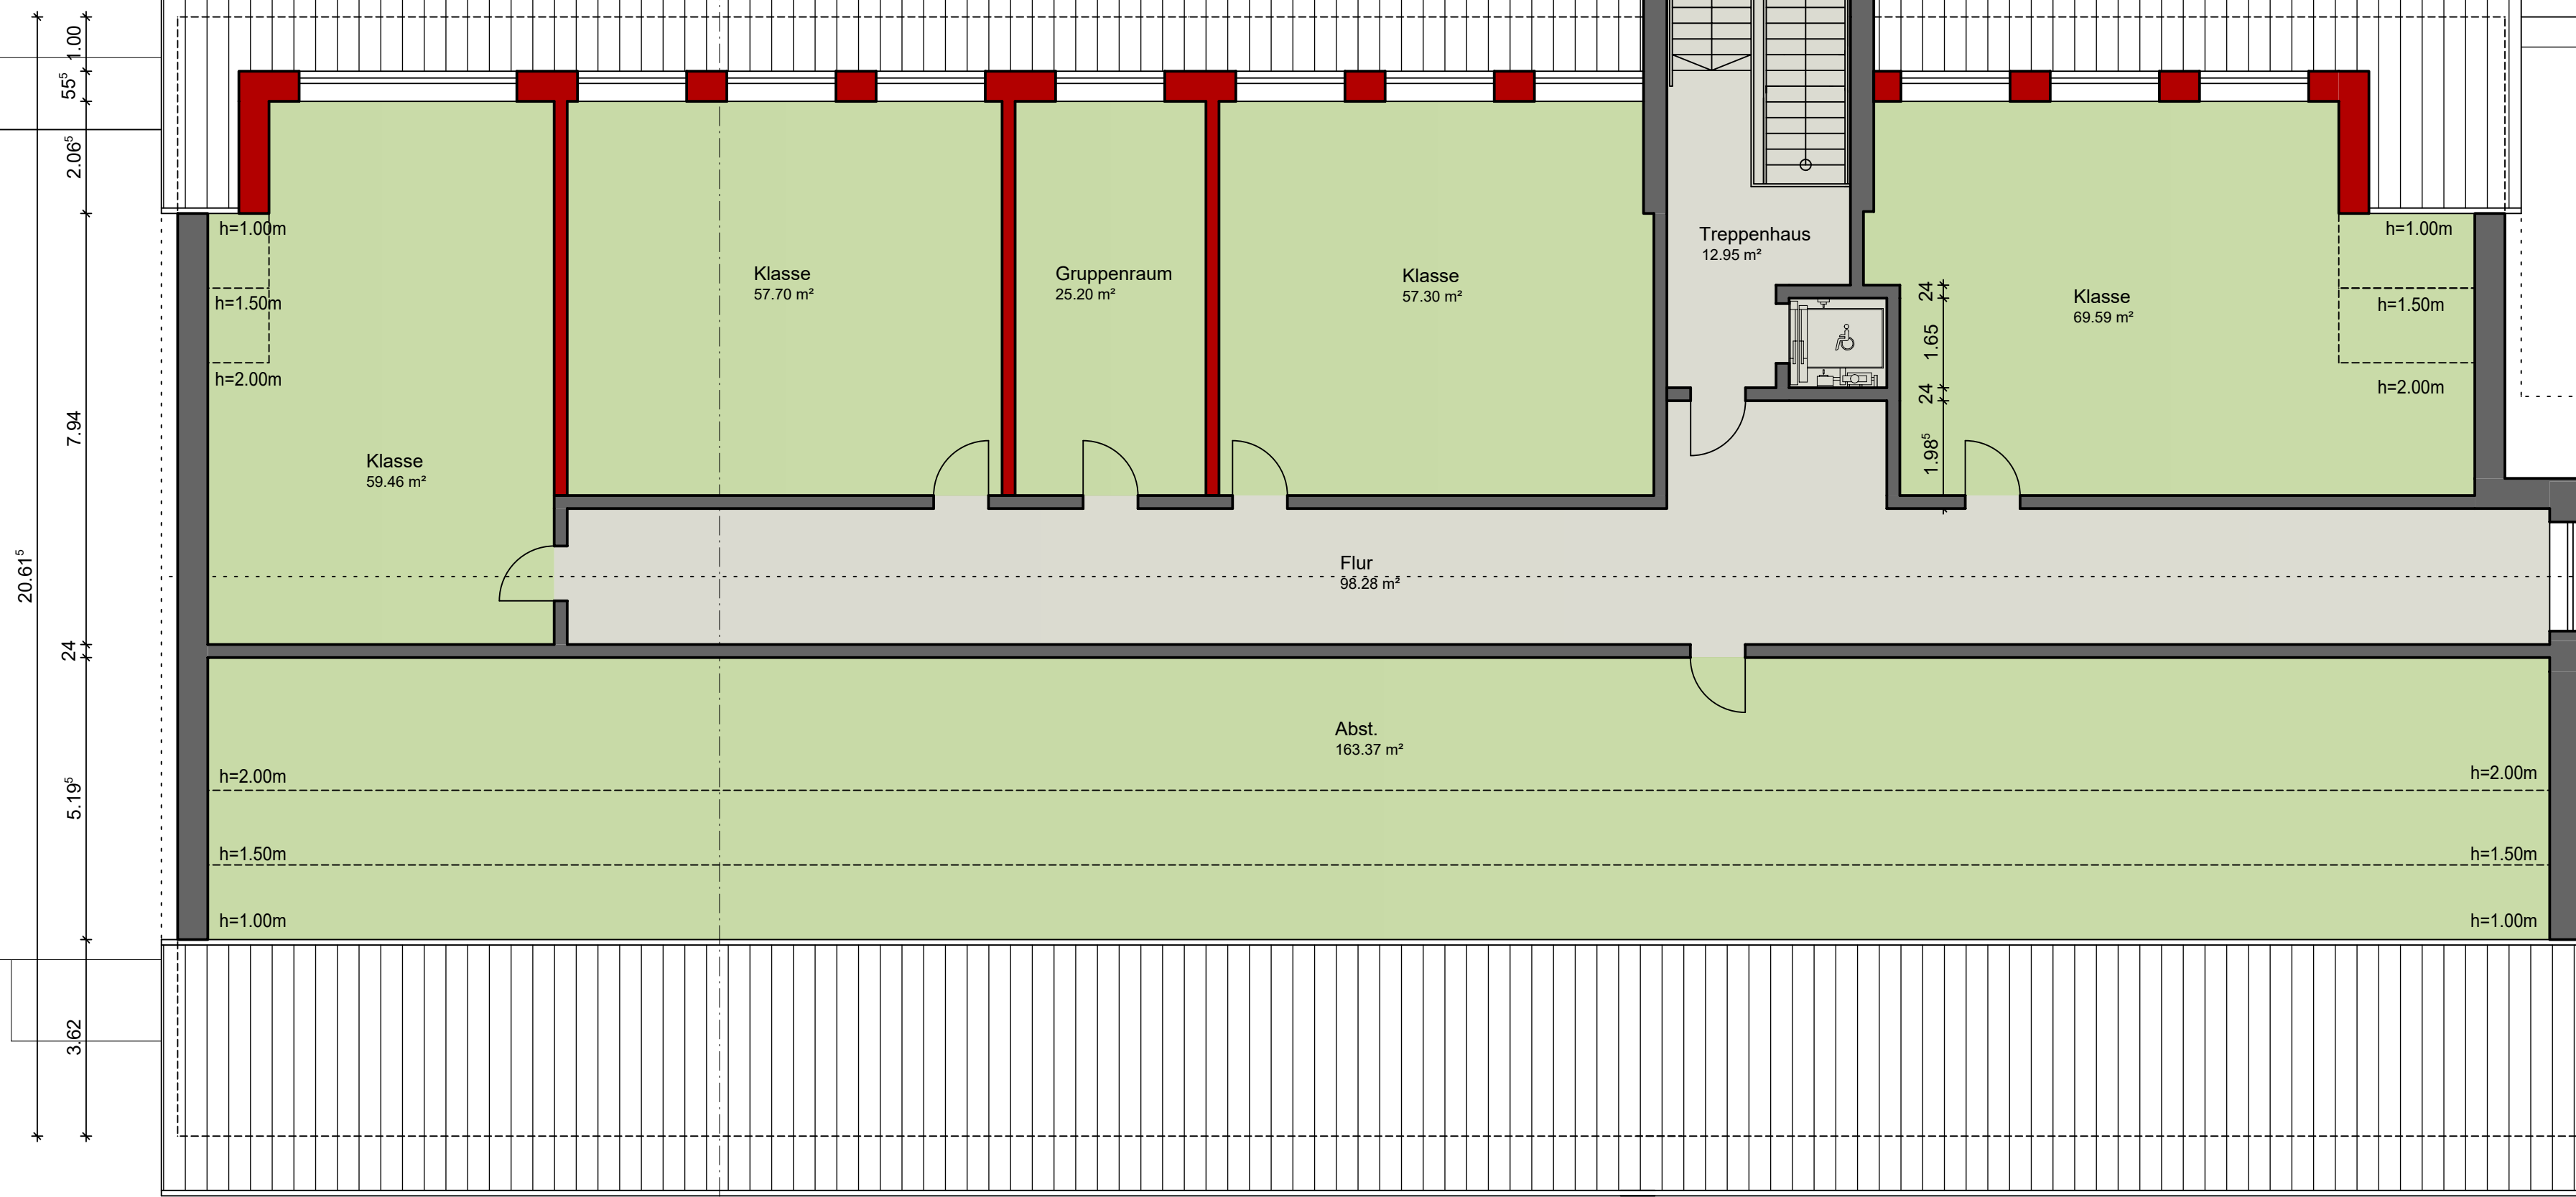 1.00
55⁵
2.06⁵
7.94
20.61⁵
24
5.19⁵
3.62
h=1.00m
h=1.50m
h=2.00m
Klasse
59.46 m²
Klasse
57.70 m²
Gruppenraum
25.20 m²
Klasse
57.30 m²
Treppenhaus
12.95 m²
24
1.65
24
1.98⁵
Klasse
69.59 m²
h=1.00m
h=1.50m
h=2.00m
Flur
98.28 m²
Abst.
163.37 m²
h=2.00m
h=2.00m
h=1.50m
h=1.50m
h=1.00m
h=1.00m